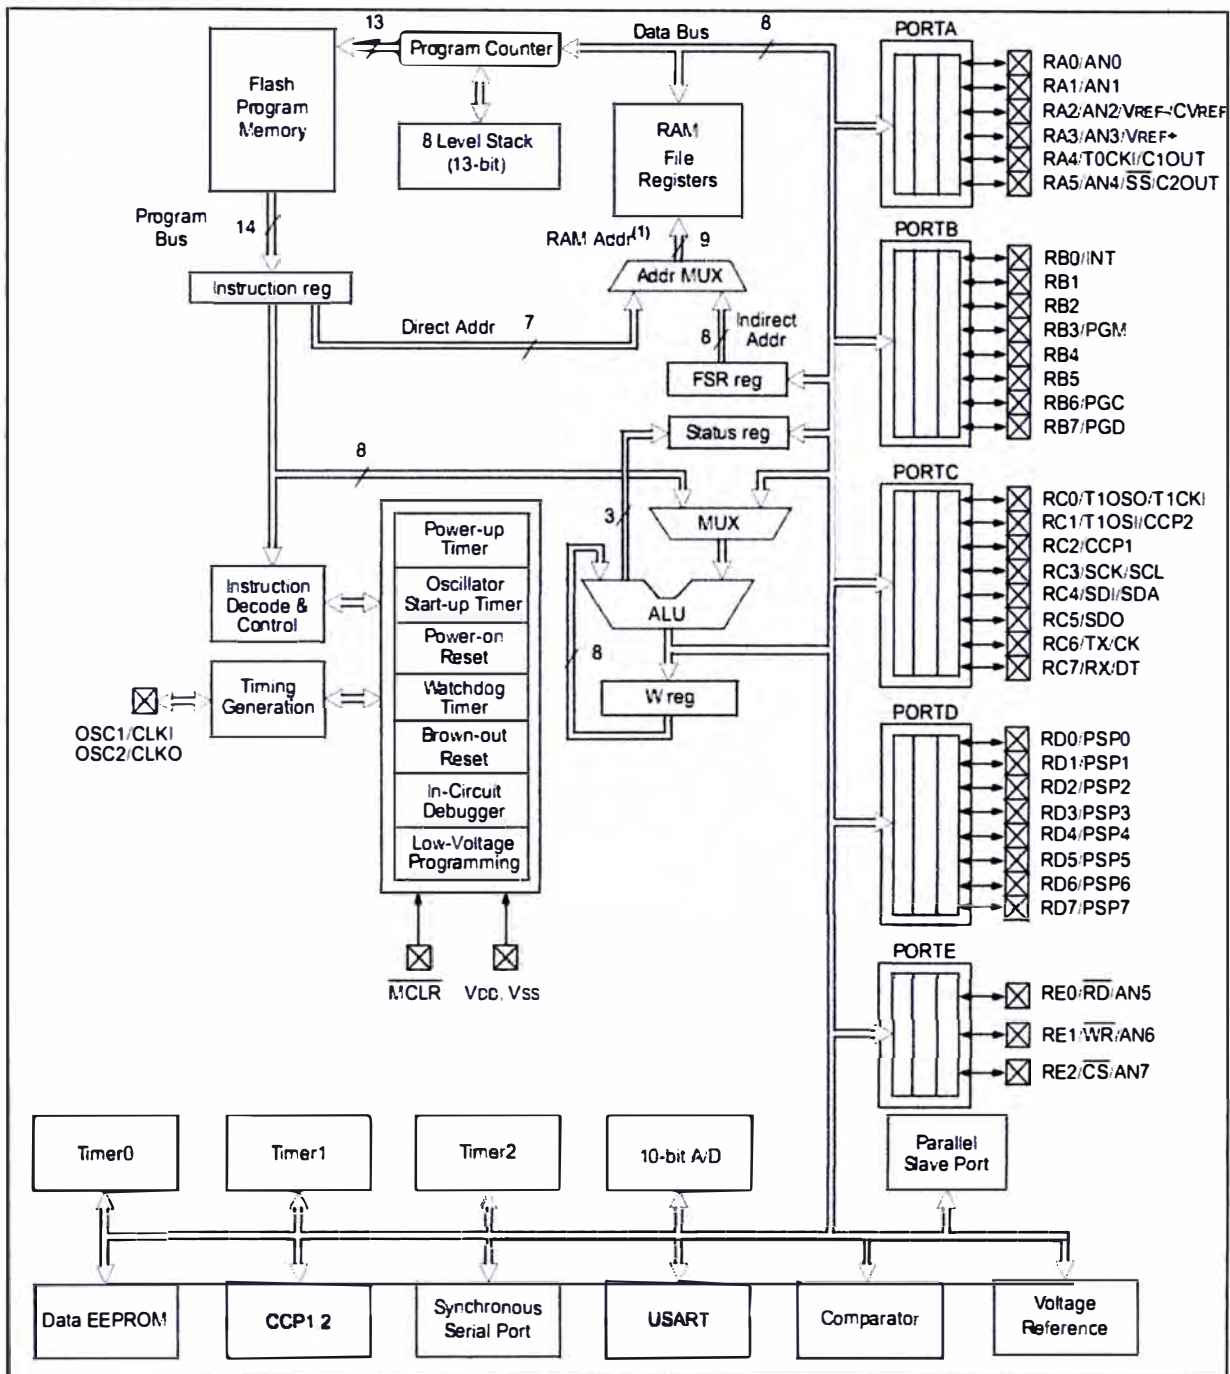 13
Program Counter
Data Bus
8
PORTA
Flash
Program
Memory
8 Level Stack
(13-bit)
RAM
File
Registers
RA0/AN0
RA1/AN1
RA2/AN2/VREF-/CVREF
RA3/AN3/VREF+
RA4/T0CKI/C1OUT
RA5/AN4/SS/C2OUT
Program
Bus
14
RAM Addr(1)
9
PORTB
Instruction reg
Addr MUX
Direct Addr
7
8
Indirect
Addr
FSR reg
Status reg
RB0/INT
RB1
RB2
RB3/PGM
RB4
RB5
RB6/PGC
RB7/PGD
8
3
MUX
ALU
8
W reg
PORTC
RC0/T1OSO/T1CKI
RC1/T1OSI/CCP2
RC2/CCP1
RC3/SCK/SCL
RC4/SDI/SDA
RC5/SDO
RC6/TX/CK
RC7/RX/DT
Power-up
Timer
Oscillator
Start-up Timer
Power-on
Reset
Watchdog
Timer
Brown-out
Reset
In-Circuit
Debugger
Low-Voltage
Programming
Instruction
Decode &
Control
Timing
Generation
OSC1/CLKI
OSC2/CLKO
MCLR
VDD, VSS
PORTD
RD0/PSP0
RD1/PSP1
RD2/PSP2
RD3/PSP3
RD4/PSP4
RD5/PSP5
RD6/PSP6
RD7/PSP7
PORTE
RE0/RD/AN5
RE1/WR/AN6
RE2/CS/AN7
Timer0
Timer1
Timer2
10-bit A/D
Parallel
Slave Port
Data EEPROM
CCP1 2
Synchronous
Serial Port
USART
Comparator
Voltage
Reference